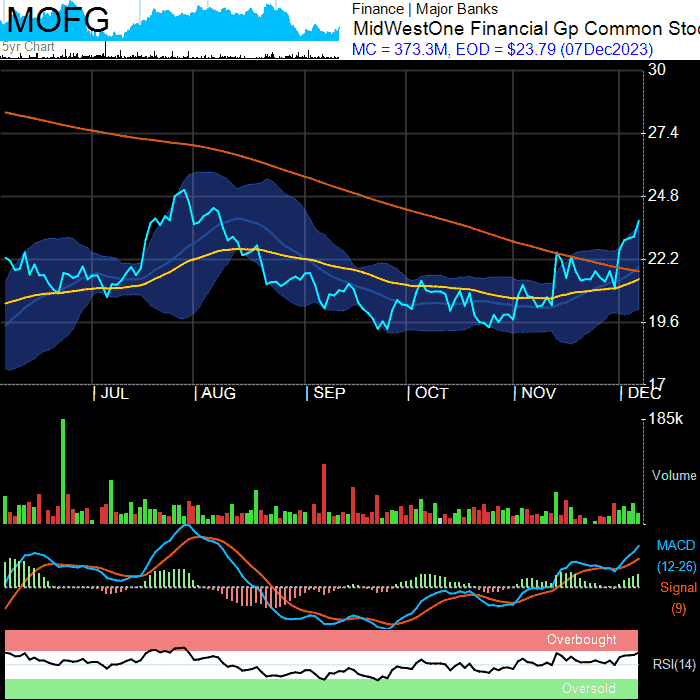 MOFG
5yr Chart
Finance | Major Banks
MidWestOne Financial Gp Common Stoc
MC = 373.3M, EOD = $23.79 (07Dec2023)
30
27.4
24.8
22.2
19.6
17
| JUL | AUG | SEP | OCT | NOV | DEC
185k
Volume
MACD
(12-26)
Signal
(9)
Overbought
RSI(14)
Oversold